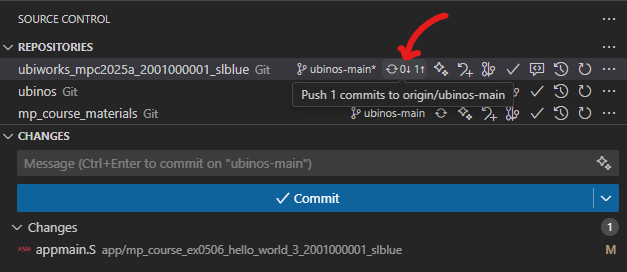 SOURCE CONTROL
REPOSITORIES
ubiworks_mpc2025a_2001000001_slblue Git ubinos-main* 0↓ 1↑
ubinos Git
Push 1 commits to origin/ubinos-main
mp_course_materials Git ubinos-main
CHANGES
Message (Ctrl+Enter to commit on "ubinos-main")
Commit
Changes 1
ASM appmain.S app/mp_course_ex0506_hello_world_3_2001000001_slblue M